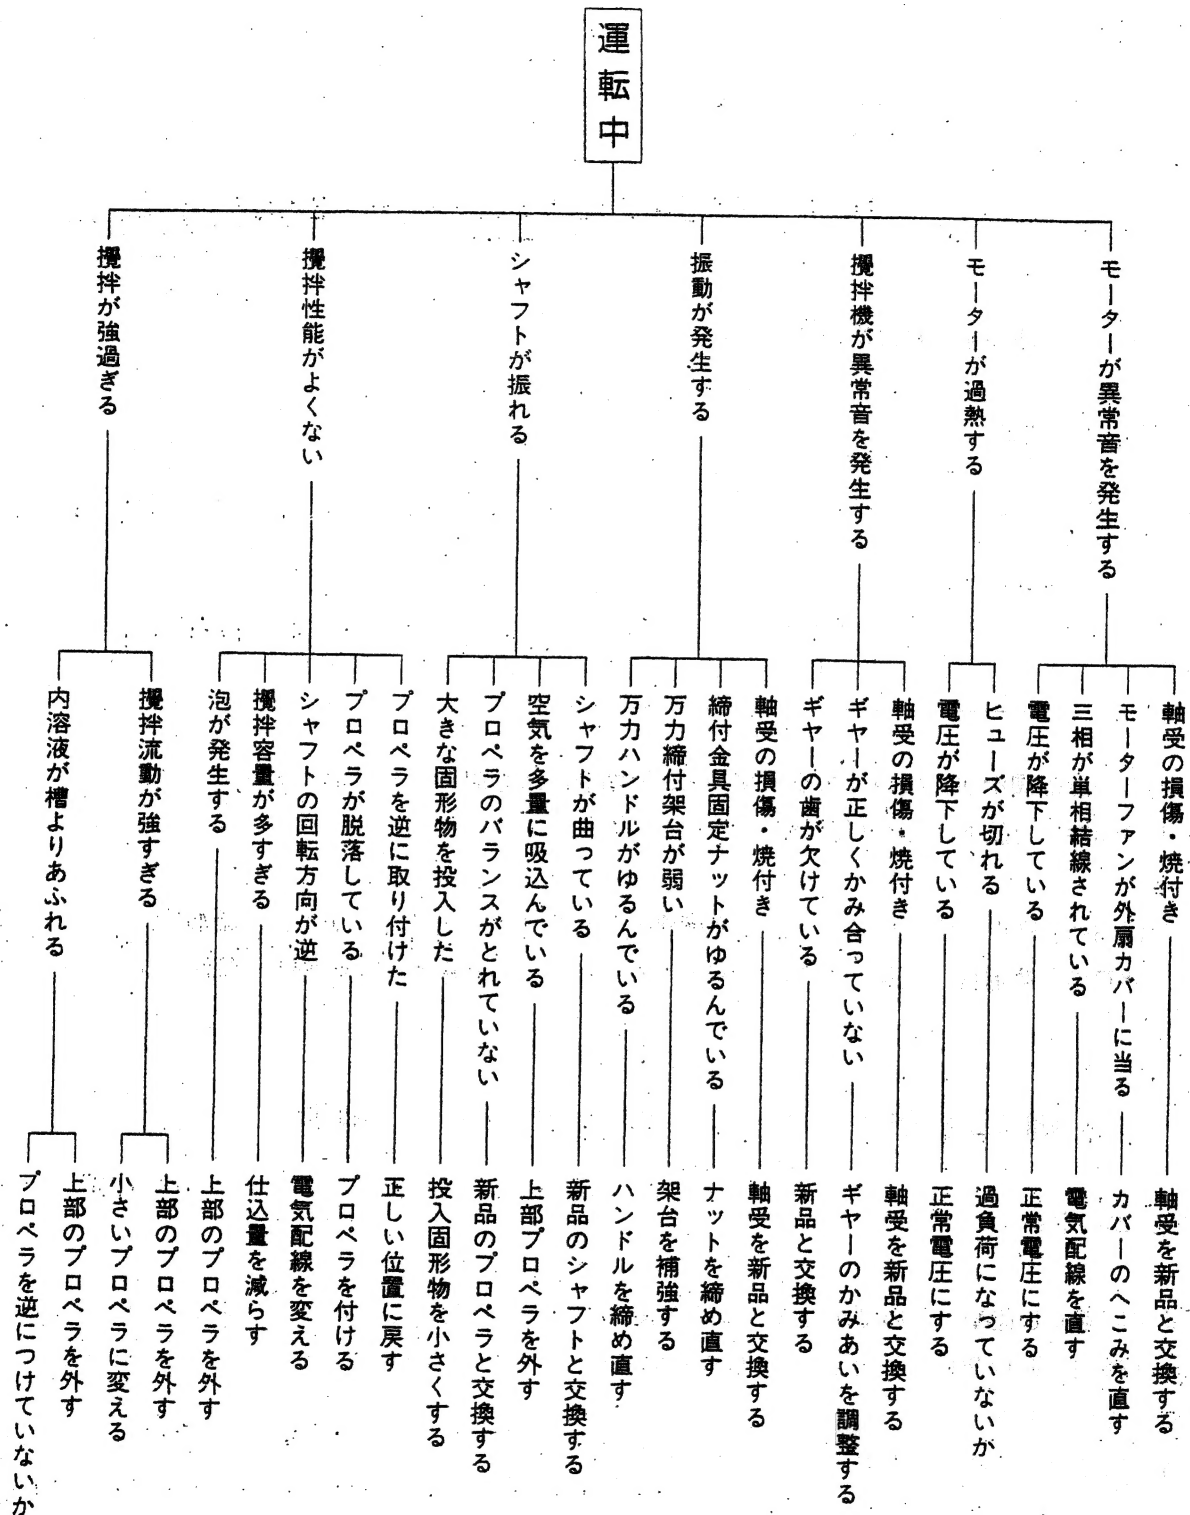 運転中
モーターが異常音を発生する
モーターが過熱する
攪拌機が異常音を発生する
振動が発生する
シャフトが振れる
攪拌性能がよくない
攪拌が強過ぎる
軸受の損傷・焼付き
モーターファンが外扇カバーに当る
三相が単相結線されている
電圧が降下している
ヒューズが切れる
電圧が降下している
軸受の損傷・焼付き
ギヤーが正しくかみ合っていない
ギヤーの歯が欠けている
軸受の損傷・焼付き
締付金具固定ナットがゆるんでいる
万力締付架台が弱い
万力ハンドルがゆるんでいる
シャフトが曲っている
空気を多量に吸込んでいる
プロペラのバランスがとれていない
大きな固形物を投入した
プロペラを逆に取り付けた
プロペラが脱落している
シャフトの回転方向が逆
攪拌容量が多すぎる
泡が発生する
攪拌流動が強すぎる
内溶液が槽よりあふれる
軸受を新品と交換する
カバーのへこみを直す
電気配線を直す
正常電圧にする
過負荷になっていないか
正常電圧にする
軸受を新品と交換する
ギヤーのかみあいを調整する
新品と交換する
軸受を新品と交換する
ナットを締め直す
架台を補強する
ハンドルを締め直す
新品のシャフトと交換する
上部プロペラを外す
新品のプロペラと交換する
投入固形物を小さくする
正しい位置に戻す
プロペラを付ける
電気配線を変える
仕込量を減らす
上部のプロペラを外す
上部のプロペラを外す
小さいプロペラに変える
上部のプロペラを外す
プロペラを逆につけていないか